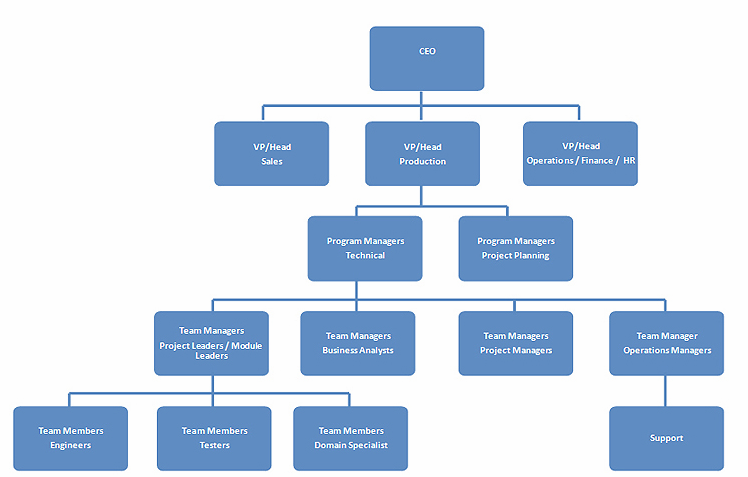 CEO
VP/Head
Sales
VP/Head
Production
VP/Head
Operations / Finance / HR
Program Managers
Technical
Program Managers
Project Planning
Team Managers
Project Leaders / Module
Leaders
Team Managers
Business Analysts
Team Managers
Project Managers
Team Manager
Operations Managers
Team Members
Engineers
Team Members
Testers
Team Members
Domain Specialist
Support